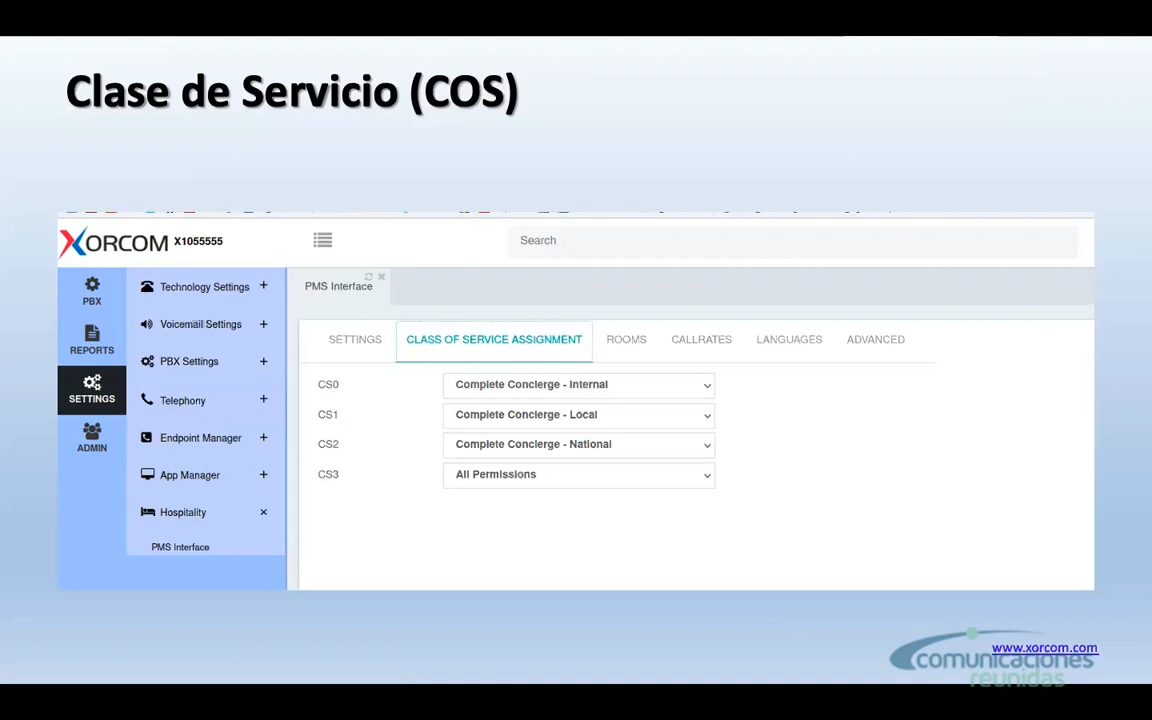 Clase de Servicio (COS)
XORCOM X1055555
Search
PBX
REPORTS
SETTINGS
ADMIN
Technology Settings +
Voicemail Settings +
PBX Settings +
Telephony +
Endpoint Manager +
App Manager +
Hospitality ×
PMS Interface
PMS Interface
SETTINGS CLASS OF SERVICE ASSIGNMENT ROOMS CALLRATES LANGUAGES ADVANCED
CS0 Complete Concierge - Internal
CS1 Complete Concierge - Local
CS2 Complete Concierge - National
CS3 All Permissions
www.xorcom.com
comunicaciones
reunidas